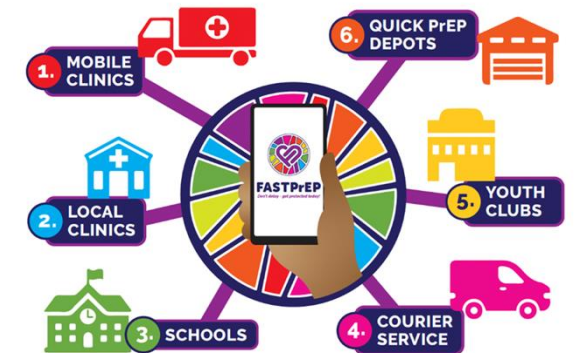 1. MOBILE
CLINICS
2. LOCAL
CLINICS
3. SCHOOLS
4. COURIER
SERVICE
5. YOUTH
CLUBS
6. QUICK PrEP
DEPOTS
FASTPrEP
Don't delay - get protected today!